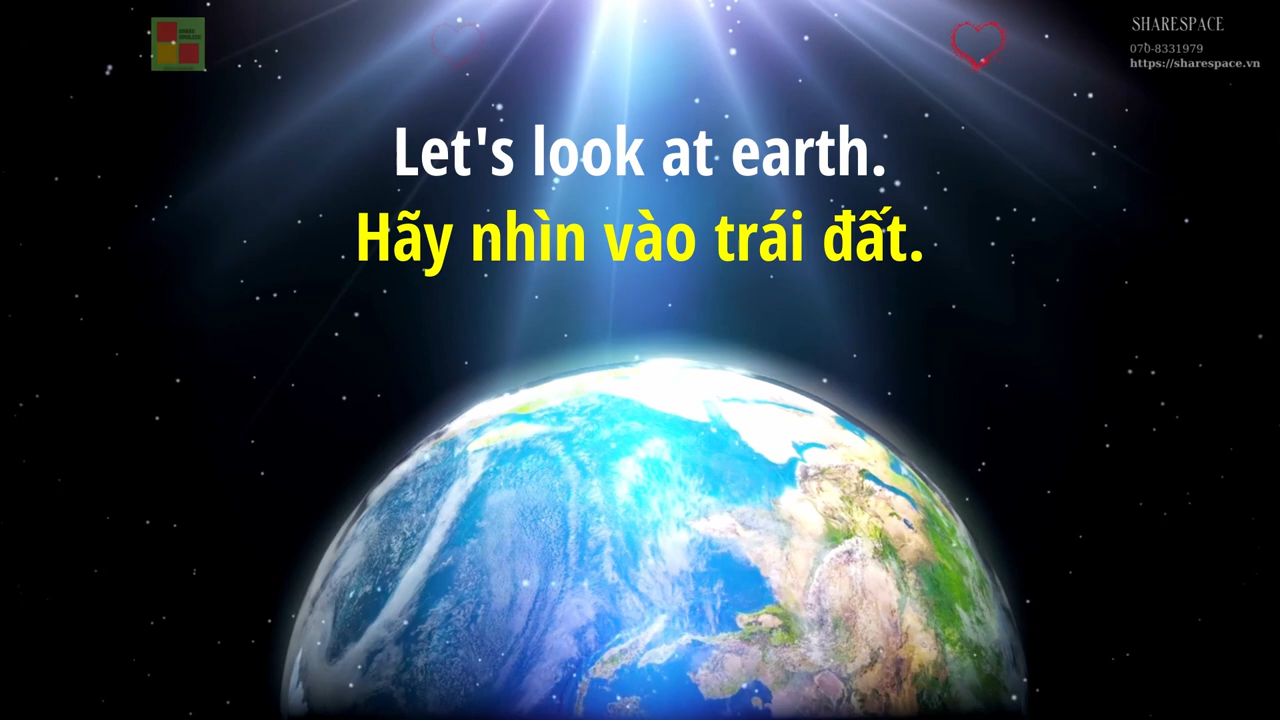 SHARESPACE
070-8331979
https://sharespace.vn
Let's look at earth.
Hãy nhìn vào trái đất.